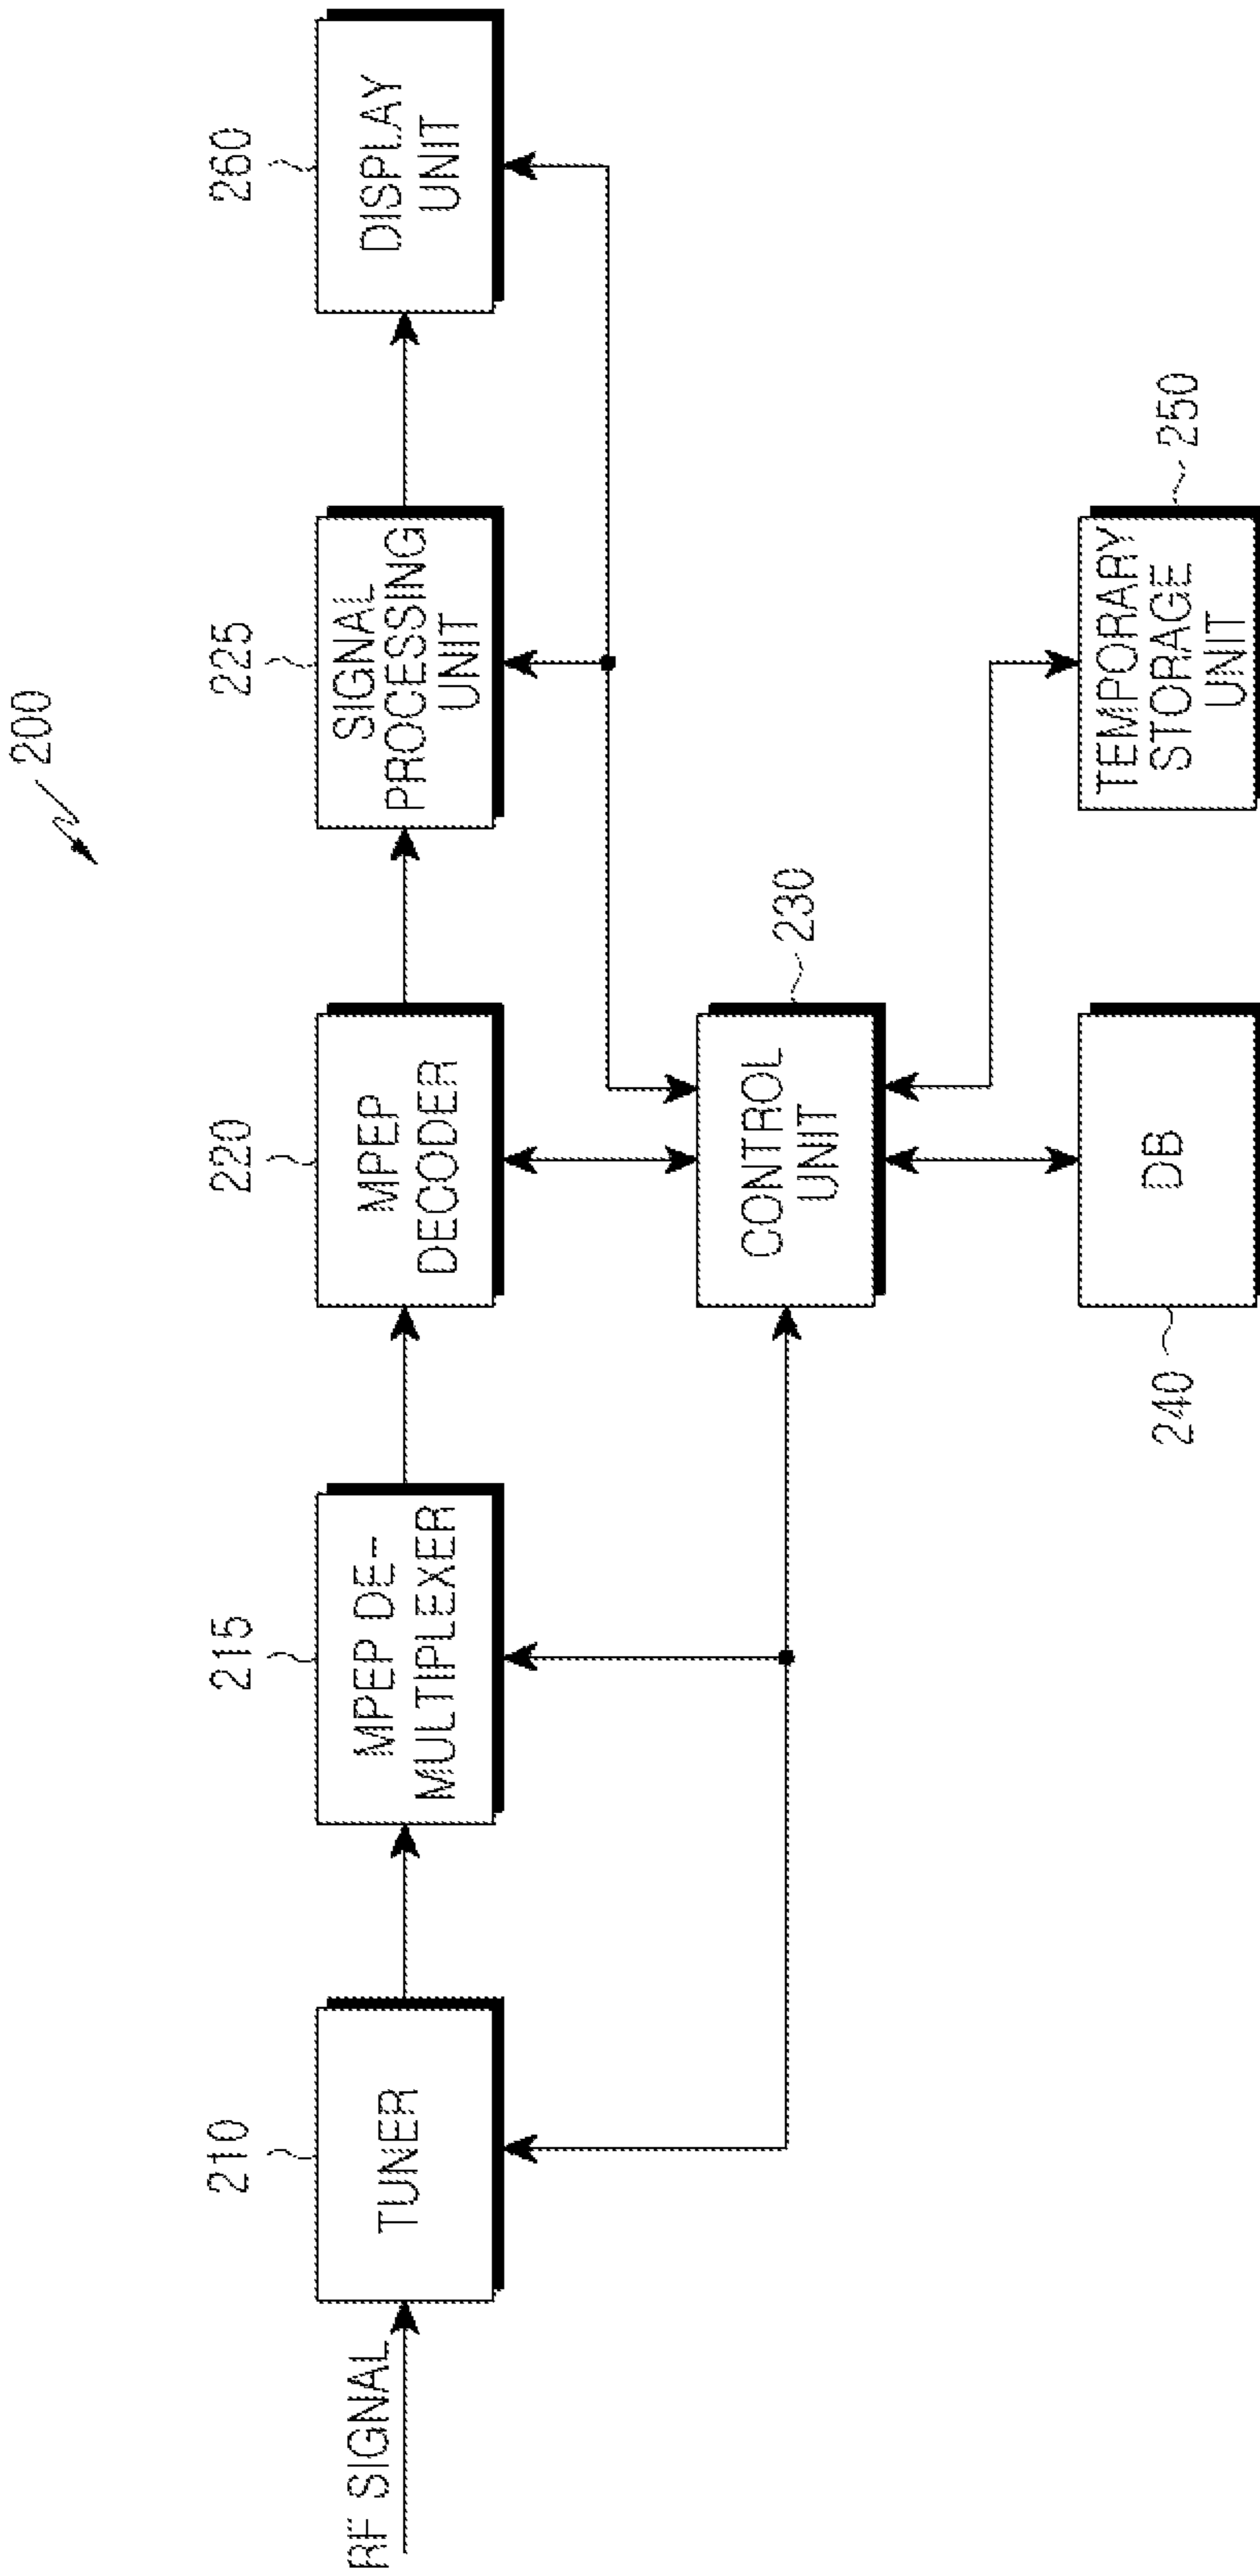 200
210
215
220
225
260
RF SIGNAL
TUNER
MPEP DE-
MULTIPLEXER
MPEP
DECODER
SIGNAL
PROCESSING
UNIT
DISPLAY
UNIT
CONTROL
UNIT
230
240
DB
TEMPORARY
STORAGE
UNIT
250